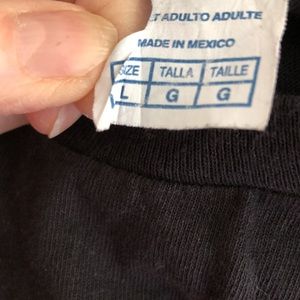 ADULTO ADULTE
MADE IN MEXICO
SIZE TALLA TAILLE
L G G